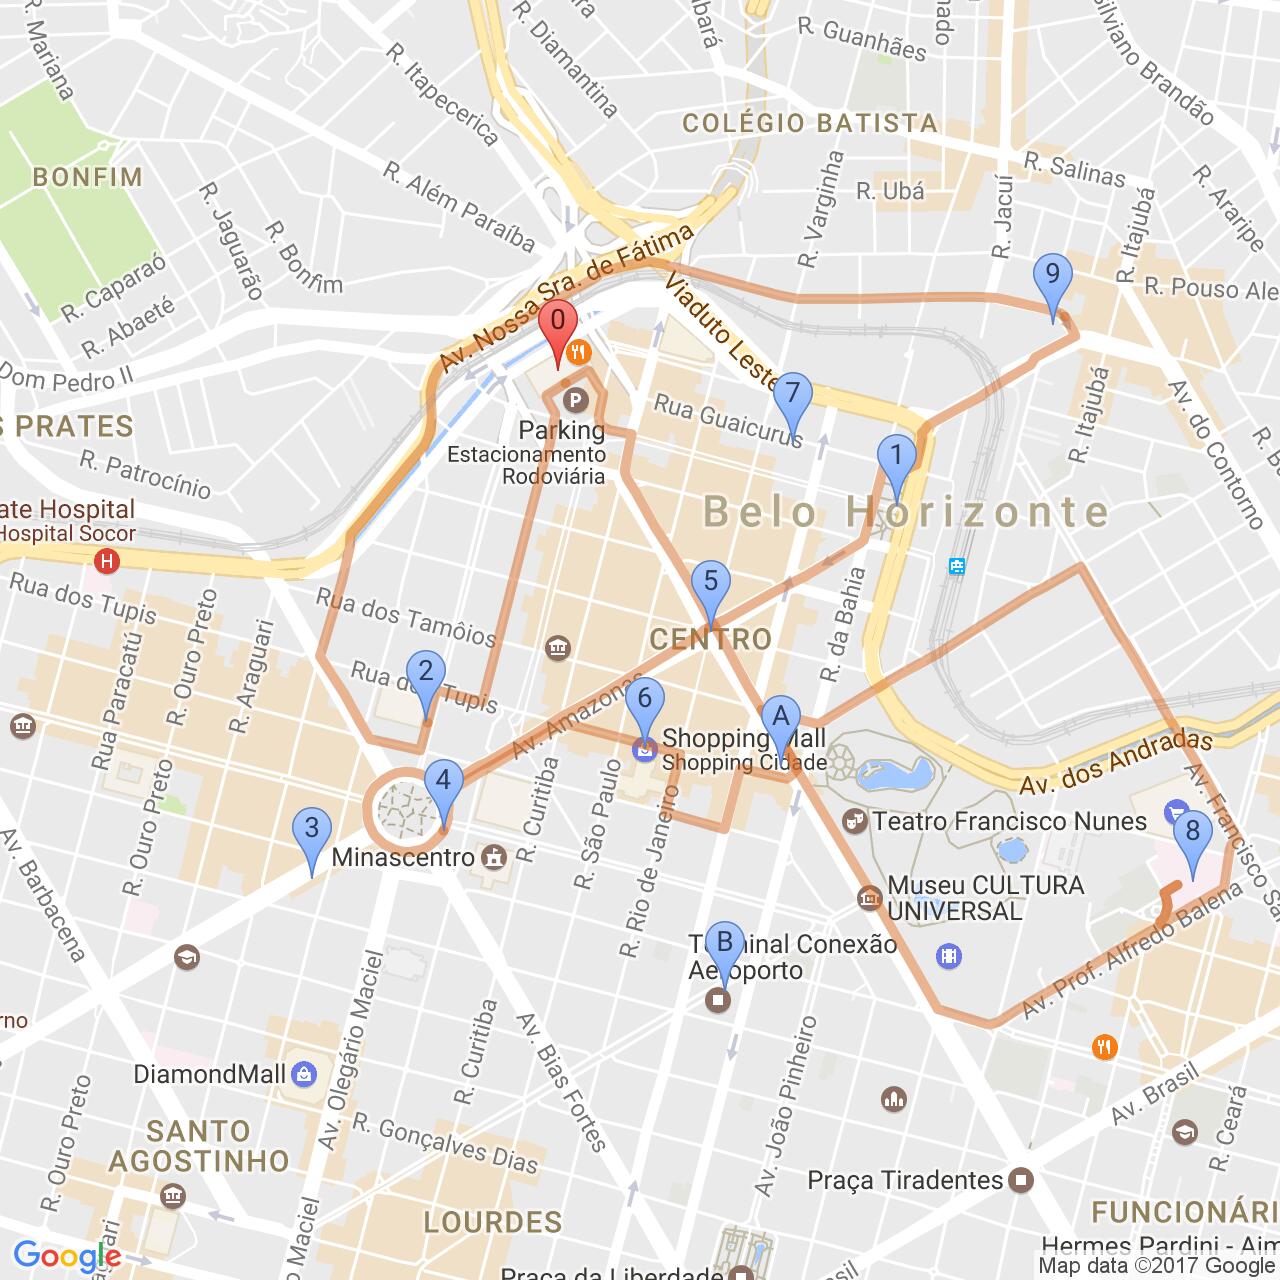 R. Mariana
R. Itapecerica
R. Diamantina
R. Guanhães
Silviano Brandão
COLÉGIO BATISTA
BONFIM
R. Além Paraíba
R. Jaguarão
R. Bonfim
R. Varginha
R. Ubá
R. Jacuí
R. Salinas
R. Itajubá
R. Araripe
R. Caparaó
R. Abaeté
Av. Nossa Sra. de Fátima
Viaduto Leste
R. Pouso Ale
9
0
Dom Pedro II
S PRATES
R. Patrocínio
P
Parking
Estacionamento
Rodoviária
7
Rua Guaicurus
1
R. Itajubá
Av. do Contorno
Belo Horizonte
ate Hospital
Hospital Socor
H
Rua dos Tupis
Rua Paracatú
R. Ouro Preto
R. Araguari
Rua dos Tamôios
Rua dos Tupis
2
5
CENTRO
R. da Bahia
6
A
Av. Amazonas
Shopping Mall
Shopping Cidade
Av. dos Andradas
Av. Francisco Sa
4
3
R. Ouro Preto
Minascentro
R. Curitiba
R. São Paulo
R. Rio de Janeiro
Teatro Francisco Nunes
8
Museu CULTURA
UNIVERSAL
Av. Barbacena
B
Terminal Conexão
Aeroporto
Av. Prof. Alfredo Balena
rno
DiamondMall
Av. Olegário Maciel
R. Curitiba
Av. Bias Fortes
Av. João Pinheiro
Av. Brasil
R. Ceará
R. Ouro Preto
SANTO
AGOSTINHO
R. Gonçalves Dias
Praça Tiradentes
LOURDES
FUNCIONÁRI
Hermes Pardini - Aim
Google
Maciel
Praça da Liberdade
Map data ©2017 Google